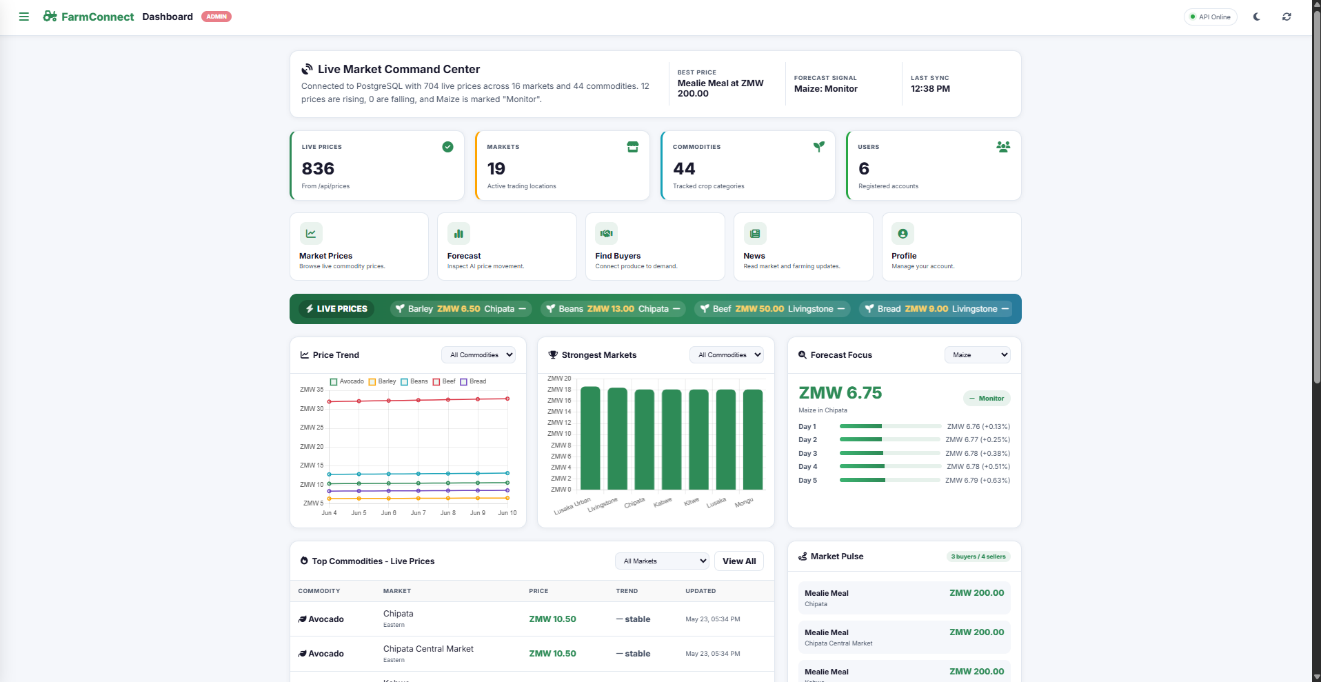 FarmConnect Dashboard ADMIN
API Online
Live Market Command Center
Connected to PostgreSQL with 704 live prices across 16 markets and 44 commodities. 12
prices are rising, 0 are falling, and Maize is marked "Monitor".
BEST PRICE
Mealie Meal at ZMW
200.00
FORECAST SIGNAL
Maize: Monitor
LAST SYNC
12:38 PM
LIVE PRICES
836
From /api/prices
MARKETS
19
Active trading locations
COMMODITIES
44
Tracked crop categories
USERS
6
Registered accounts
Market Prices
Browse live commodity prices.
Forecast
Inspect AI price movement.
Find Buyers
Connect produce to demand.
News
Read market and farming updates.
Profile
Manage your account.
LIVE PRICES
Barley ZMW 6.50 Chipata —
Beans ZMW 13.00 Chipata —
Beef ZMW 50.00 Livingstone —
Bread ZMW 9.00 Livingstone —
Price Trend
All Commodities
Avocado Barley Beans Beef Bread
ZMW 35
ZMW 30
ZMW 25
ZMW 20
ZMW 15
ZMW 10
ZMW 5
Jun 4 Jun 5 Jun 6 Jun 7 Jun 8 Jun 9 Jun 10
Strongest Markets
All Commodities
ZMW 20
ZMW 18
ZMW 16
ZMW 14
ZMW 12
ZMW 10
ZMW 8
ZMW 6
ZMW 4
ZMW 2
ZMW 0
Lusaka Urban Livingstone Chipata Kabwe Kitwe Lusaka Mongu
Forecast Focus
Maize
ZMW 6.75
— Monitor
Maize in Chipata
Day 1 ZMW 6.76 (+0.13%)
Day 2 ZMW 6.77 (+0.25%)
Day 3 ZMW 6.78 (+0.38%)
Day 4 ZMW 6.78 (+0.51%)
Day 5 ZMW 6.79 (+0.63%)
Top Commodities - Live Prices
All Markets
View All
COMMODITY MARKET PRICE TREND UPDATED
Avocado Chipata ZMW 10.50 — stable May 23, 05:34 PM
Eastern
Avocado Chipata Central Market ZMW 10.50 — stable May 23, 05:34 PM
Eastern
Market Pulse
3 buyers / 4 sellers
Mealie Meal ZMW 200.00
Chipata
Mealie Meal ZMW 200.00
Chipata Central Market
Mealie Meal ZMW 200.00